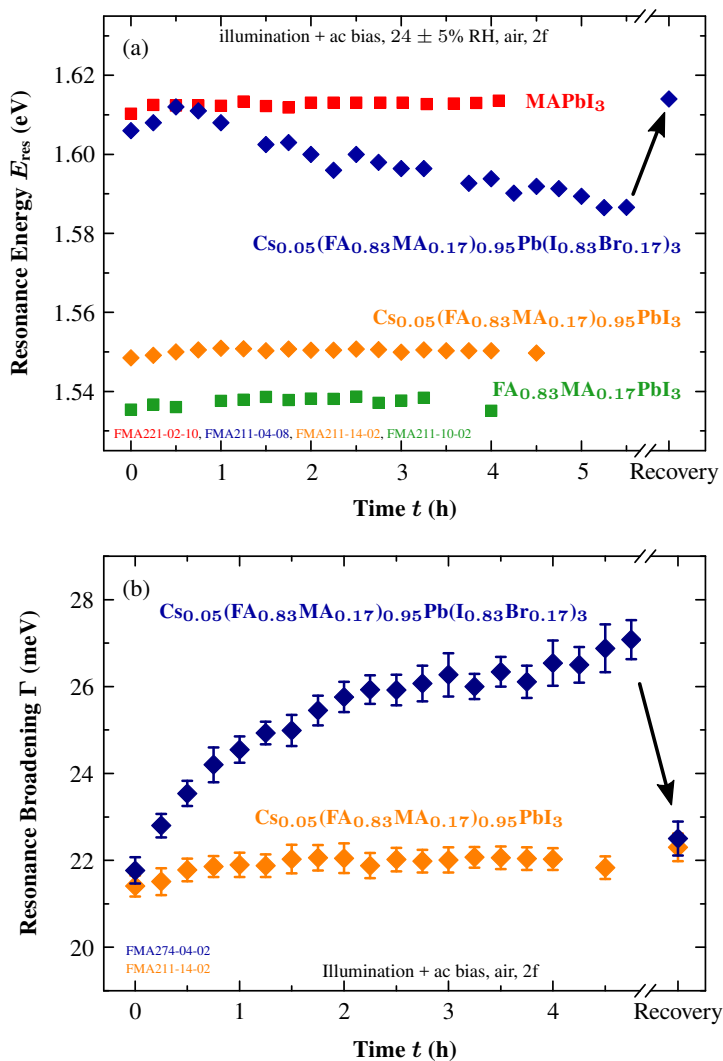 (a)
illumination + ac bias, 24 ± 5% RH, air, 2f
1.62
1.60
1.58
1.56
1.54
Resonance Energy E_res (eV)
MAPbI₃
Cs₀.₀₅(FA₀.₈₃MA₀.₁₇)₀.₉₅Pb(I₀.₈₃Br₀.₁₇)₃
Cs₀.₀₅(FA₀.₈₃MA₀.₁₇)₀.₉₅PbI₃
FA₀.₈₃MA₀.₁₇PbI₃
FMA221-02-10, FMA211-04-08, FMA211-14-02, FMA211-10-02
0 1 2 3 4 5 Recovery
Time t (h)
(b)
28
26
24
22
20
Resonance Broadening Γ (meV)
Cs₀.₀₅(FA₀.₈₃MA₀.₁₇)₀.₉₅Pb(I₀.₈₃Br₀.₁₇)₃
Cs₀.₀₅(FA₀.₈₃MA₀.₁₇)₀.₉₅PbI₃
FMA274-04-02
FMA211-14-02
Illumination + ac bias, air, 2f
0 1 2 3 4 Recovery
Time t (h)